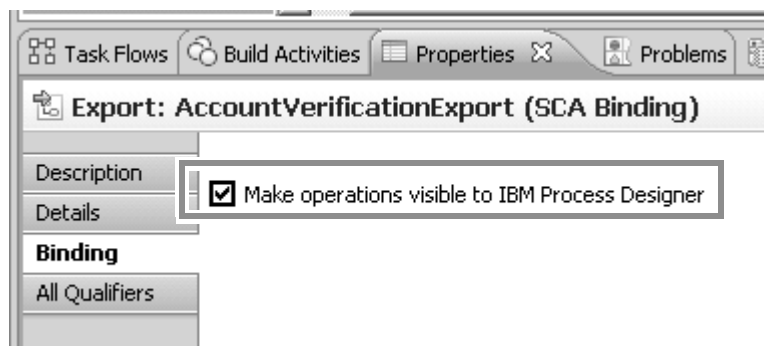 Task Flows Build Activities Properties Problems
Export: AccountVerificationExport (SCA Binding)
Description
Make operations visible to IBM Process Designer
Details
Binding
All Qualifiers